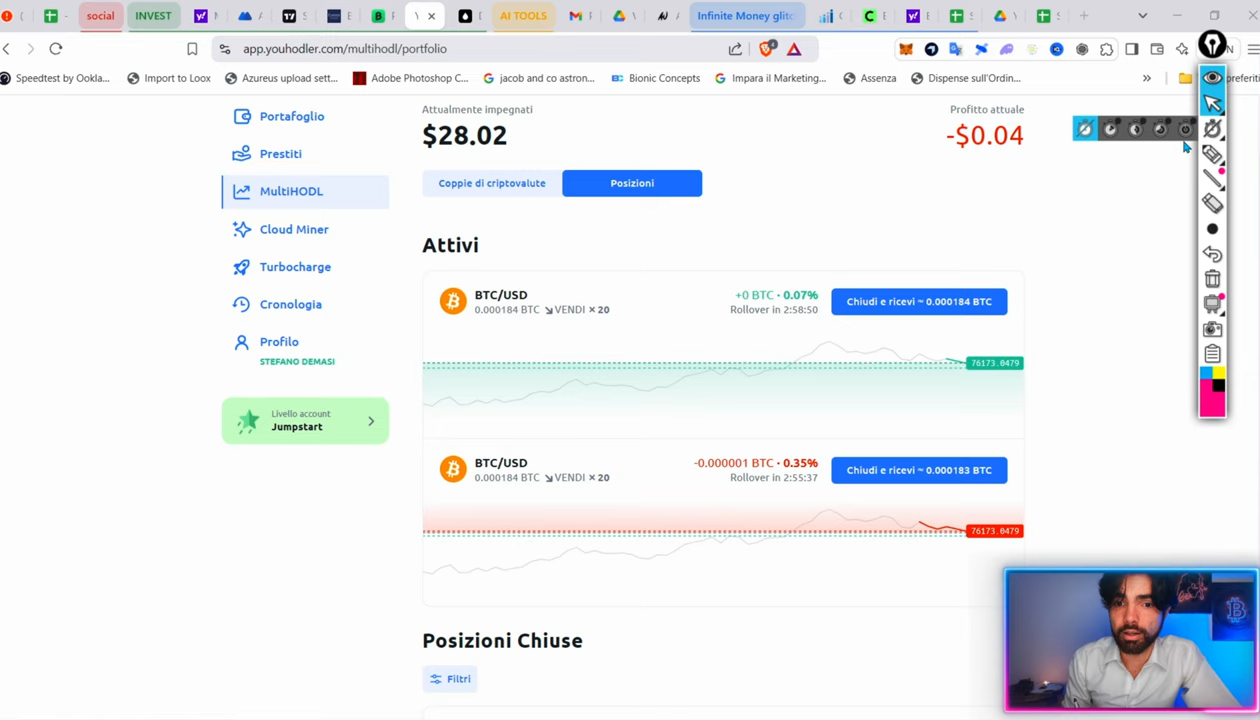 social
INVEST
AI TOOLS
Infinite Money glitc
app.youhodler.com/multihodl/portfolio
Speedtest by Ookla...
Import to Loox
Azureus upload sett...
Adobe Photoshop C...
jacob and co astron...
Bionic Concepts
Impara il Marketing...
Assenza
Dispense sull'Ordin...
»
preferiti
Portafoglio
Prestiti
MultiHODL
Cloud Miner
Turbocharge
Cronologia
Profilo
STEFANO DEMASI
Livello account
Jumpstart
Attualmente impegnati
$28.02
Profitto attuale
-$0.04
Coppie di criptovalute
Posizioni
Attivi
BTC/USD
0.000184 BTC ↘VENDI ×20
+0 BTC · 0.07%
Rollover in 2:58:50
Chiudi e ricevi ≈ 0.000184 BTC
76173.0479
BTC/USD
0.000184 BTC ↘VENDI ×20
-0.000001 BTC · 0.35%
Rollover in 2:55:37
Chiudi e ricevi ≈ 0.000183 BTC
76173.0479
Posizioni Chiuse
Filtri